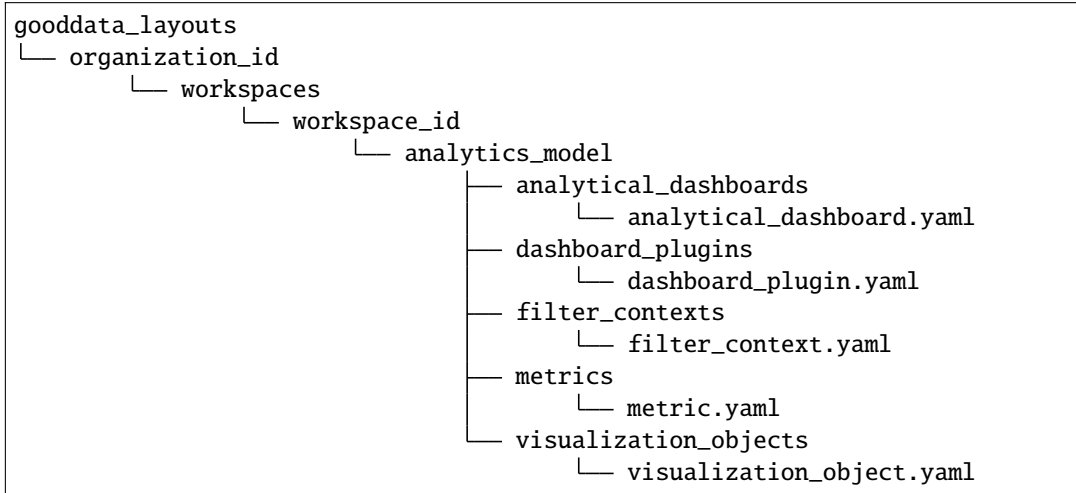 gooddata_layouts
└── organization_id
        └── workspaces
                └── workspace_id
                        └── analytics_model
                                ├── analytical_dashboards
                                │       └── analytical_dashboard.yaml
                                ├── dashboard_plugins
                                │       └── dashboard_plugin.yaml
                                ├── filter_contexts
                                │       └── filter_context.yaml
                                ├── metrics
                                │       └── metric.yaml
                                └── visualization_objects
                                        └── visualization_object.yaml